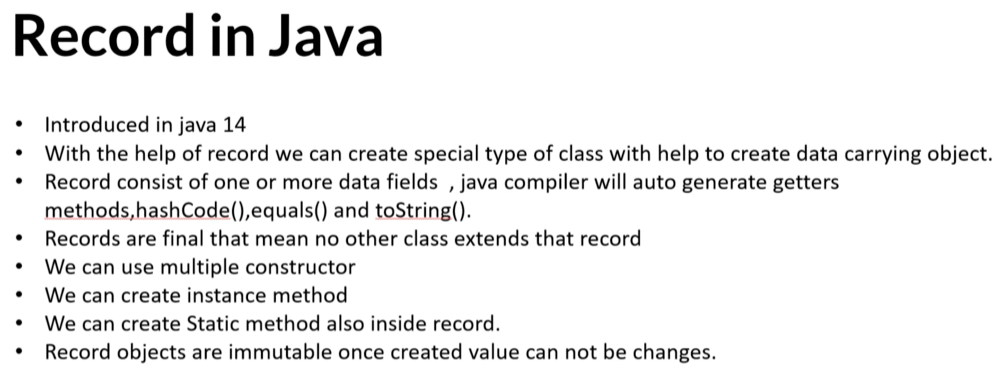 Record in Java
• Introduced in java 14
• With the help of record we can create special type of class with help to create data carrying object.
• Record consist of one or more data fields , java compiler will auto generate getters
methods,hashCode(),equals() and toString().
• Records are final that mean no other class extends that record
• We can use multiple constructor
• We can create instance method
• We can create Static method also inside record.
• Record objects are immutable once created value can not be changes.